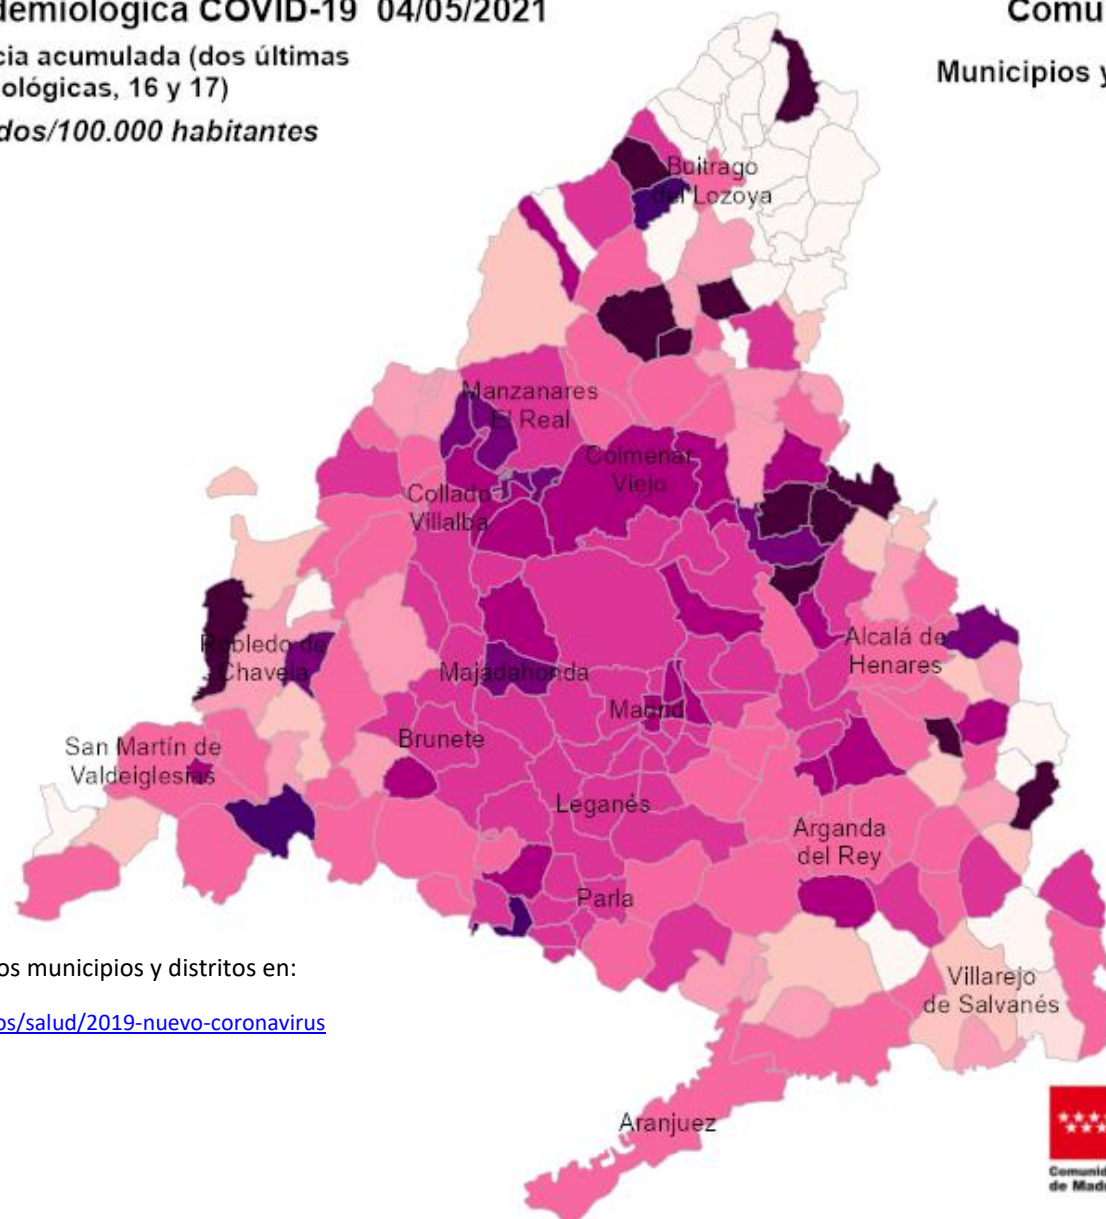 demiológica COVID-19 04/05/2021
Comu
cia acumulada (dos últimas
ológicas, 16 y 17)
Municipios y
dos/100.000 habitantes
Buitrago
del Lozoya
Manzanares
El Real
Colmenar
Viejo
Collado
Villalba
Robledo de
Chavela
Majadahonda
Alcalá de
Henares
Madrid
Brunete
San Martín de
Valdeiglesias
Leganés
Arganda
del Rey
Parla
os municipios y distritos en:
Villarejo
de Salvanés
os/salud/2019-nuevo-coronavirus
Aranjuez
Comunid
de Madr